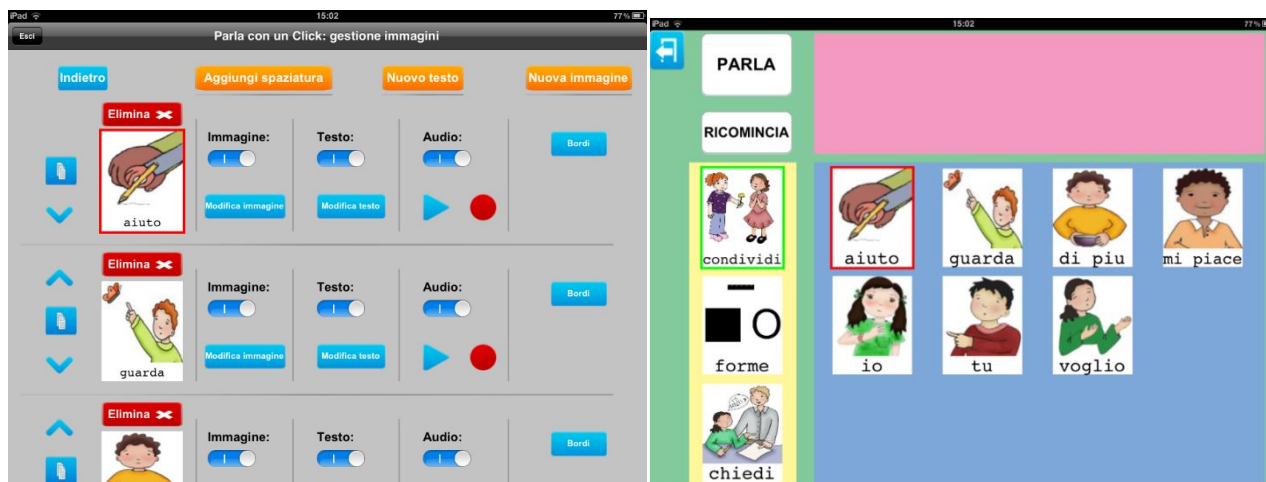 iPad 15:02 77%
Esci Parla con un Click: gestione immagini
Indietro Aggiungi spaziatura Nuovo testo Nuova immagine
Elimina
Immagine: Testo: Audio: Bordi
Modifica immagine Modifica testo
aiuto
Elimina
Immagine: Testo: Audio: Bordi
Modifica immagine Modifica testo
guarda
Elimina
Immagine: Testo: Audio: Bordi
iPad 15:02 77%
PARLA
RICOMINCIA
condividi aiuto guarda di piu mi piace
forme io tu voglio
chiedi